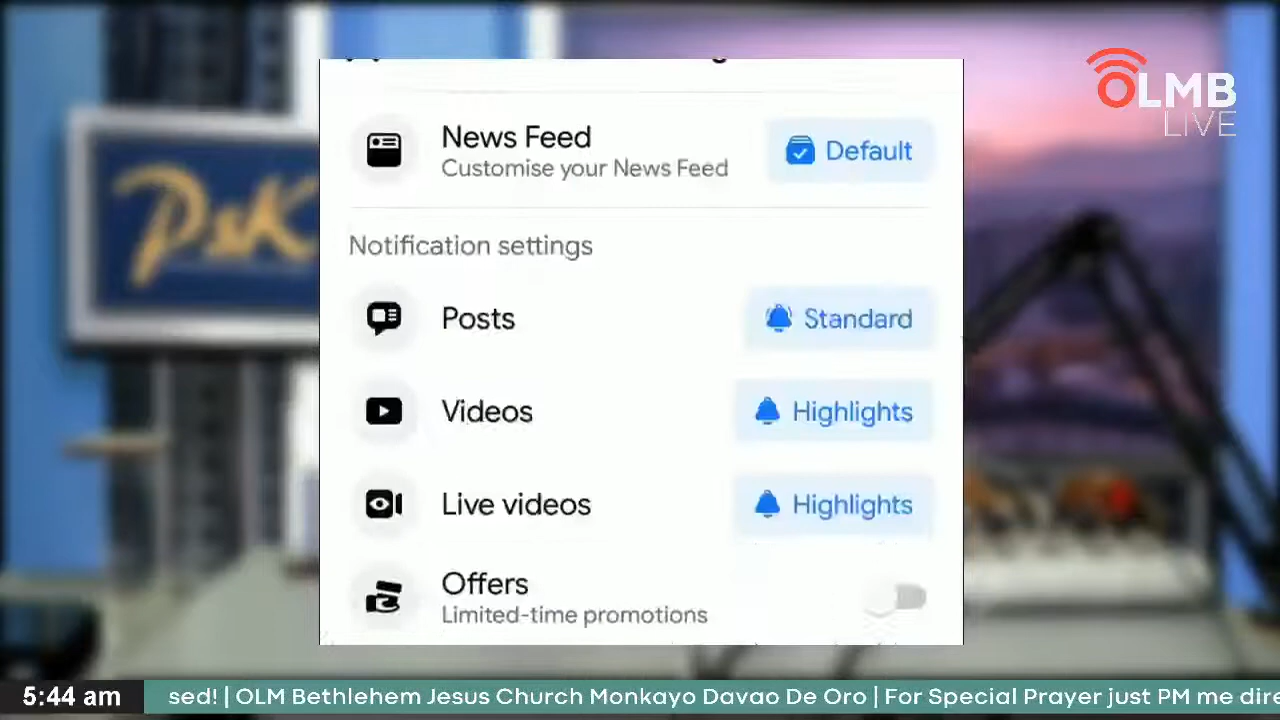 OLMB
LIVE
PsK
News Feed
Customise your News Feed
Default
Notification settings
Posts
Standard
Videos
Highlights
Live videos
Highlights
Offers
Limited-time promotions
5:44 am
sed! | OLM Bethlehem Jesus Church Monkayo Davao De Oro | For Special Prayer just PM me dire